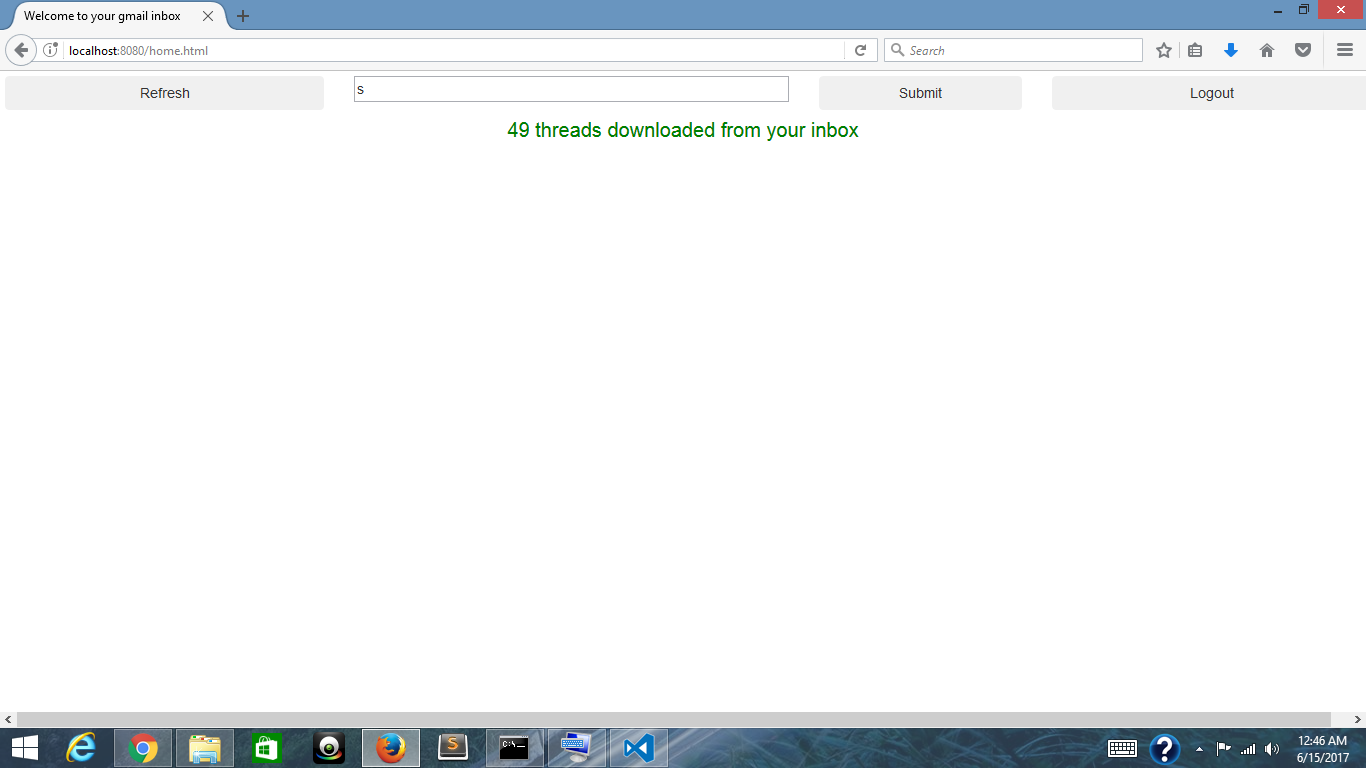 Welcome to your gmail inbox
localhost:8080/home.html
Search
Refresh
s
Submit
Logout
49 threads downloaded from your inbox
S
C:\_
12:46 AM
6/15/2017